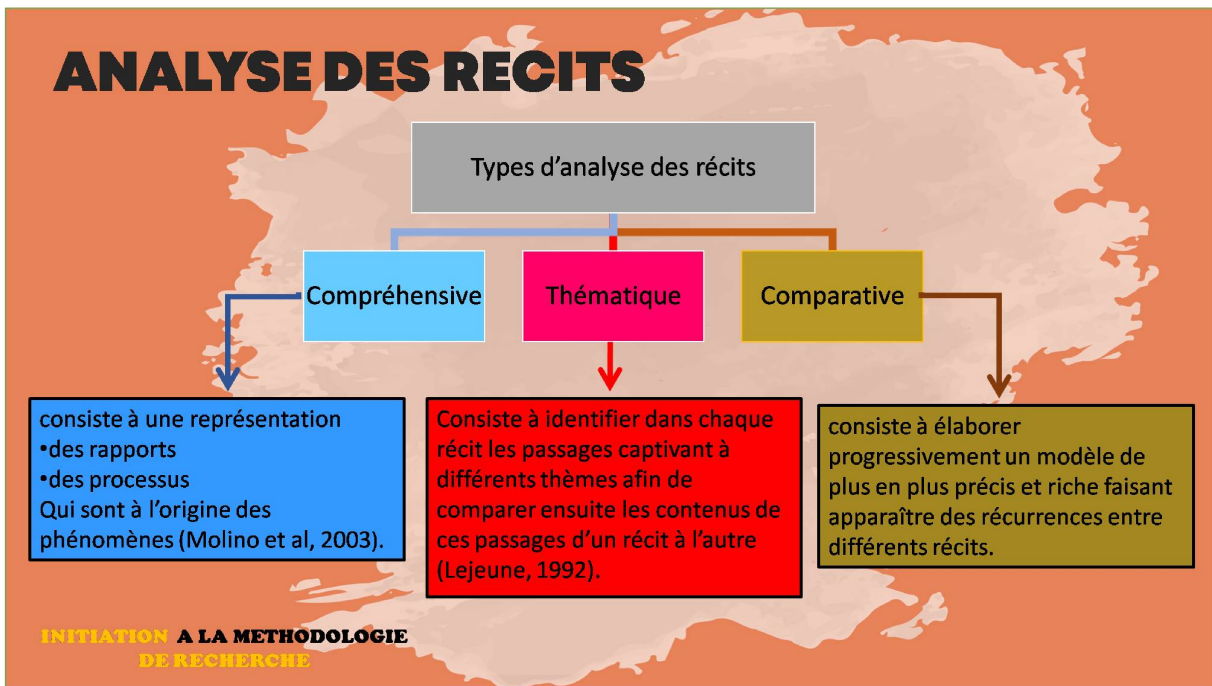 ANALYSE DES RECITS
Types d'analyse des récits
Compréhensive
Thématique
Comparative
consiste à une représentation
•des rapports
•des processus
Qui sont à l'origine des
phénomènes (Molino et al, 2003).
Consiste à identifier dans chaque
récit les passages captivant à
différents thèmes afin de
comparer ensuite les contenus de
ces passages d'un récit à l'autre
(Lejeune, 1992).
consiste à élaborer
progressivement un modèle de
plus en plus précis et riche faisant
apparaître des récurrences entre
différents récits.
INITIATION A LA METHODOLOGIE
DE RECHERCHE